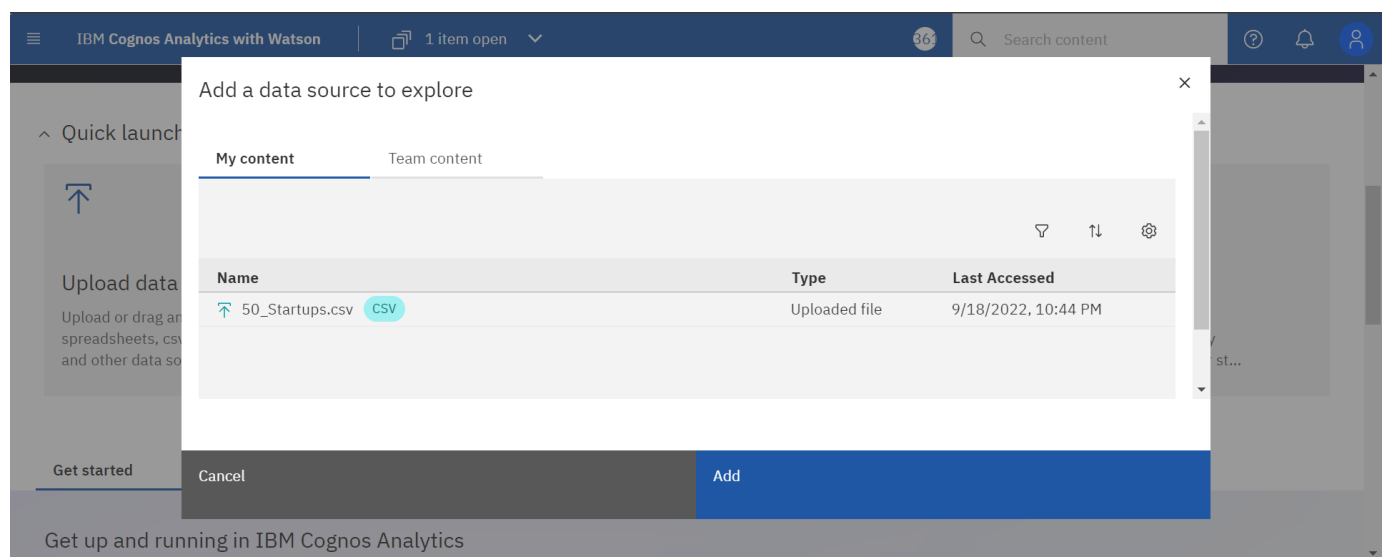 IBM Cognos Analytics with Watson
1 item open
361
Search content
Add a data source to explore
Quick launch
My content
Team content
Upload data
Name Type Last Accessed
50_Startups.csv CSV Uploaded file 9/18/2022, 10:44 PM
Upload or drag an
spreadsheets, csv
and other data so
st...
Get started
Cancel
Add
Get up and running in IBM Cognos Analytics